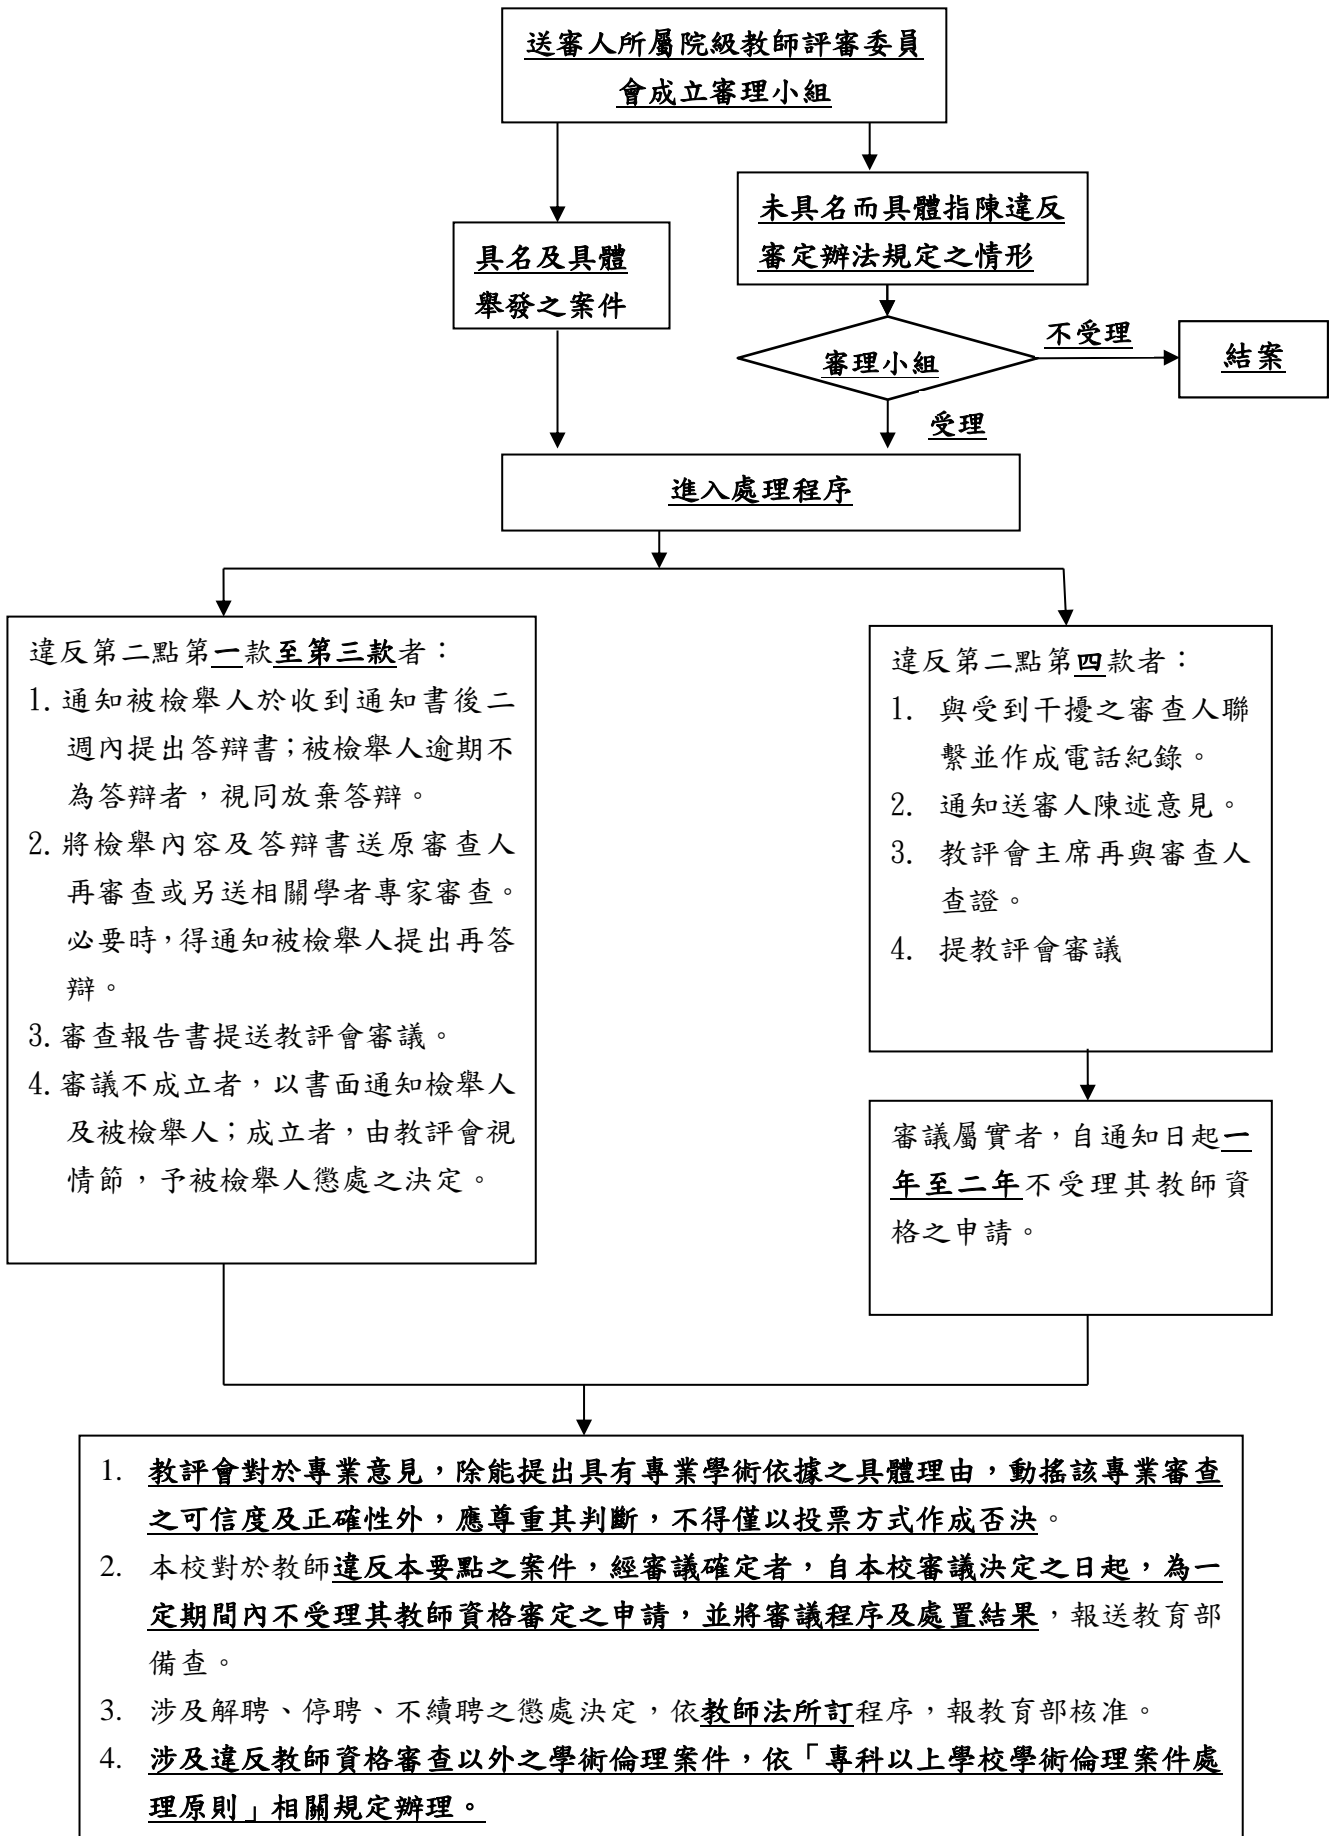 送審人所屬院級教師評審委員
會成立審理小組
未具名而具體指陳違反
審定辦法規定之情形
具名及具體
舉發之案件
審理小組
不受理
結案
受理
進入處理程序
違反第二點第一款至第三款者：
1. 通知被檢舉人於收到通知書後二
週內提出答辯書；被檢舉人逾期不
為答辯者，視同放棄答辯。
2. 將檢舉內容及答辯書送原審查人
再審查或另送相關學者專家審查。
必要時，得通知被檢舉人提出再答
辯。
3. 審查報告書提送教評會審議。
4. 審議不成立者，以書面通知檢舉人
及被檢舉人；成立者，由教評會視
情節，予被檢舉人懲處之決定。
違反第二點第四款者：
1. 與受到干擾之審查人聯
繫並作成電話紀錄。
2. 通知送審人陳述意見。
3. 教評會主席再與審查人
查證。
4. 提教評會審議
審議屬實者，自通知日起一
年至二年不受理其教師資
格之申請。
1. 教評會對於專業意見，除能提出具有專業學術依據之具體理由，動搖該專業審查
之可信度及正確性外，應尊重其判斷，不得僅以投票方式作成否決。
2. 本校對於教師違反本要點之案件，經審議確定者，自本校審議決定之日起，為一
定期間內不受理其教師資格審定之申請，並將審議程序及處置結果，報送教育部
備查。
3. 涉及解聘、停聘、不續聘之懲處決定，依教師法所訂程序，報教育部核准。
4. 涉及違反教師資格審查以外之學術倫理案件，依「專科以上學校學術倫理案件處
理原則」相關規定辦理。